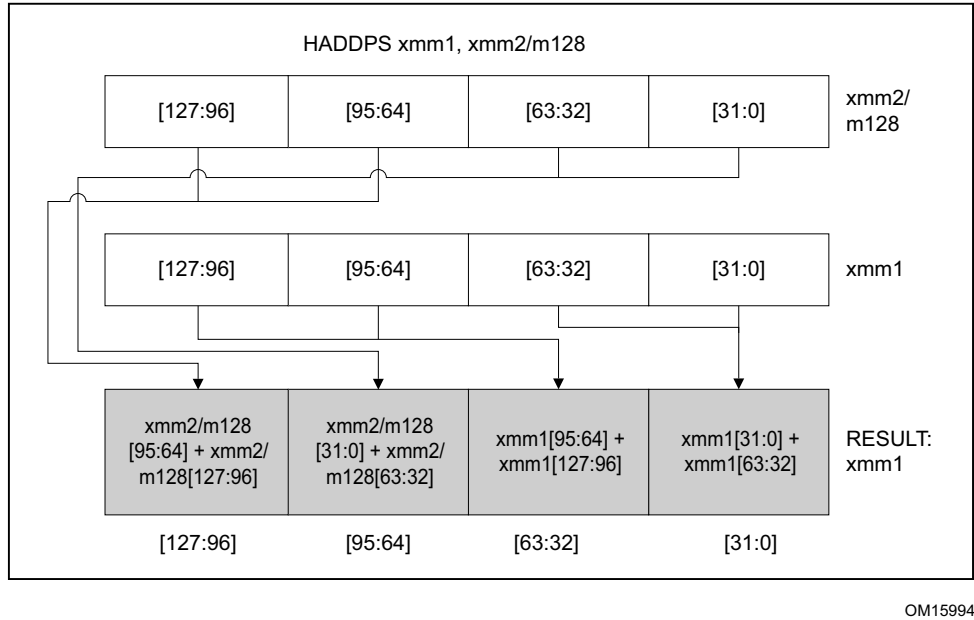 HADDPS xmm1, xmm2/m128
[127:96] [95:64] [63:32] [31:0]
xmm2/
m128
[127:96] [95:64] [63:32] [31:0]
xmm1
xmm2/m128
[95:64] + xmm2/
m128[127:96]
xmm2/m128
[31:0] + xmm2/
m128[63:32]
xmm1[95:64] +
xmm1[127:96]
xmm1[31:0] +
xmm1[63:32]
RESULT:
xmm1
[127:96] [95:64] [63:32] [31:0]
OM15994